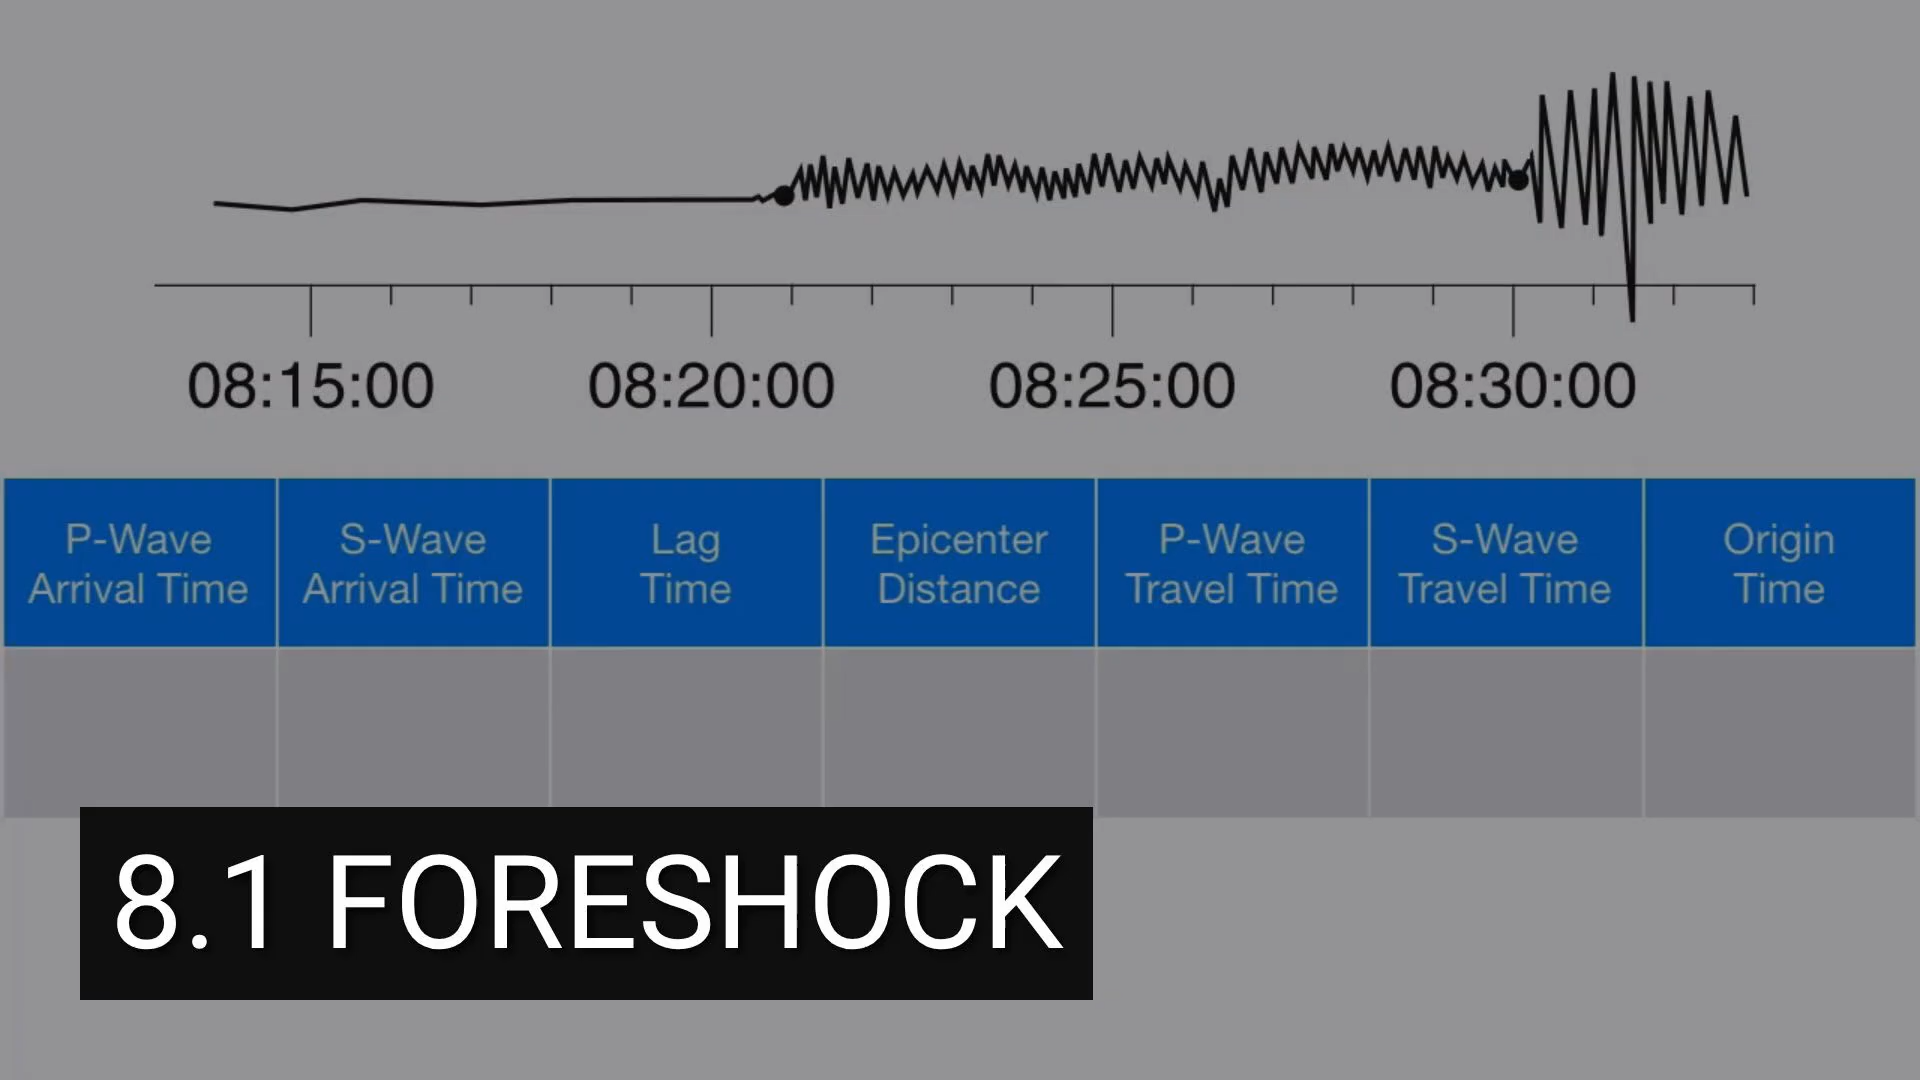 08:15:00 08:20:00 08:25:00 08:30:00
P-Wave Arrival Time
S-Wave Arrival Time
Lag Time
Epicenter Distance
P-Wave Travel Time
S-Wave Travel Time
Origin Time
8.1 FORESHOCK